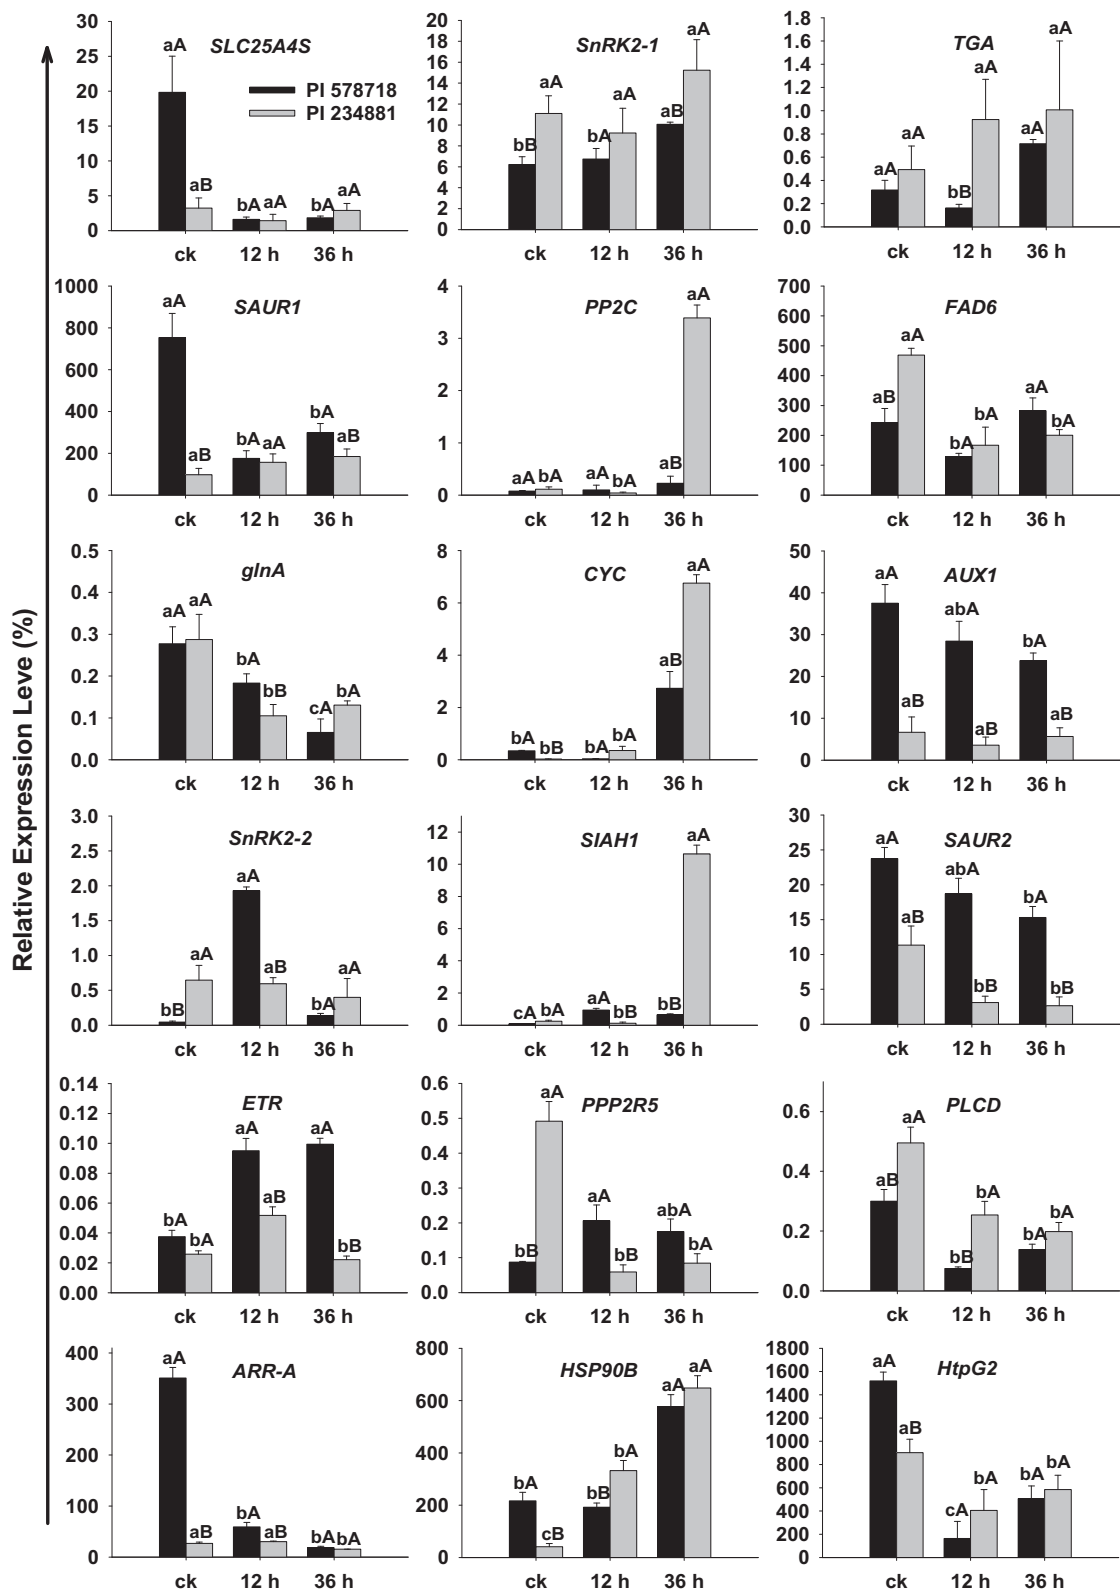 Relative Expression Leve (%)
SLC25A4S
PI 578718
PI 234881
30
25
20
15
10
5
0
aA
aB
bA
aA
bA
aA
ck
12 h
36 h
SnRK2-1
20
18
16
14
12
10
8
6
4
2
0
bB
aA
bA
aA
aB
aA
ck
12 h
36 h
TGA
1.8
1.6
1.4
1.2
1.0
0.8
0.6
0.4
0.2
0.0
aA
aA
bB
aA
aA
aA
ck
12 h
36 h
SAUR1
1000
800
600
400
200
0
aA
aB
bA
aA
bA
aB
ck
12 h
36 h
PP2C
4
3
2
1
0
aA
bA
aA
bA
aB
aA
ck
12 h
36 h
FAD6
700
600
500
400
300
200
100
0
aB
aA
bA
bA
aA
bA
ck
12 h
36 h
glnA
0.5
0.4
0.3
0.2
0.1
0.0
aA
aA
bA
bB
cA
bA
ck
12 h
36 h
CYC
8
6
4
2
0
bA
bB
bA
bA
aB
aA
ck
12 h
36 h
AUX1
50
40
30
20
10
0
aA
aB
abA
aB
bA
aB
ck
12 h
36 h
SnRK2-2
3.0
2.5
2.0
1.5
1.0
0.5
0.0
bB
aA
aA
aB
bA
aA
ck
12 h
36 h
SIAH1
12
10
8
6
4
2
0
cA
bA
aA
bB
bB
aA
ck
12 h
36 h
SAUR2
30
25
20
15
10
5
0
aA
aB
abA
bB
bA
bB
ck
12 h
36 h
ETR
0.14
0.12
0.10
0.08
0.06
0.04
0.02
0.00
bA
bA
aA
aB
aA
bB
ck
12 h
36 h
PPP2R5
0.6
0.5
0.4
0.3
0.2
0.1
0.0
bB
aA
aA
bB
abA
bA
ck
12 h
36 h
PLCD
0.6
0.4
0.2
0.0
aB
aA
bB
bA
bA
bA
ck
12 h
36 h
ARR-A
400
300
200
100
0
aA
aB
bA
aB
bA
bA
ck
12 h
36 h
HSP90B
800
600
400
200
0
bA
cB
bB
bA
aA
aA
ck
12 h
36 h
HtpG2
1800
1600
1400
1200
1000
800
600
400
200
0
aA
aB
cA
bA
bA
bA
ck
12 h
36 h